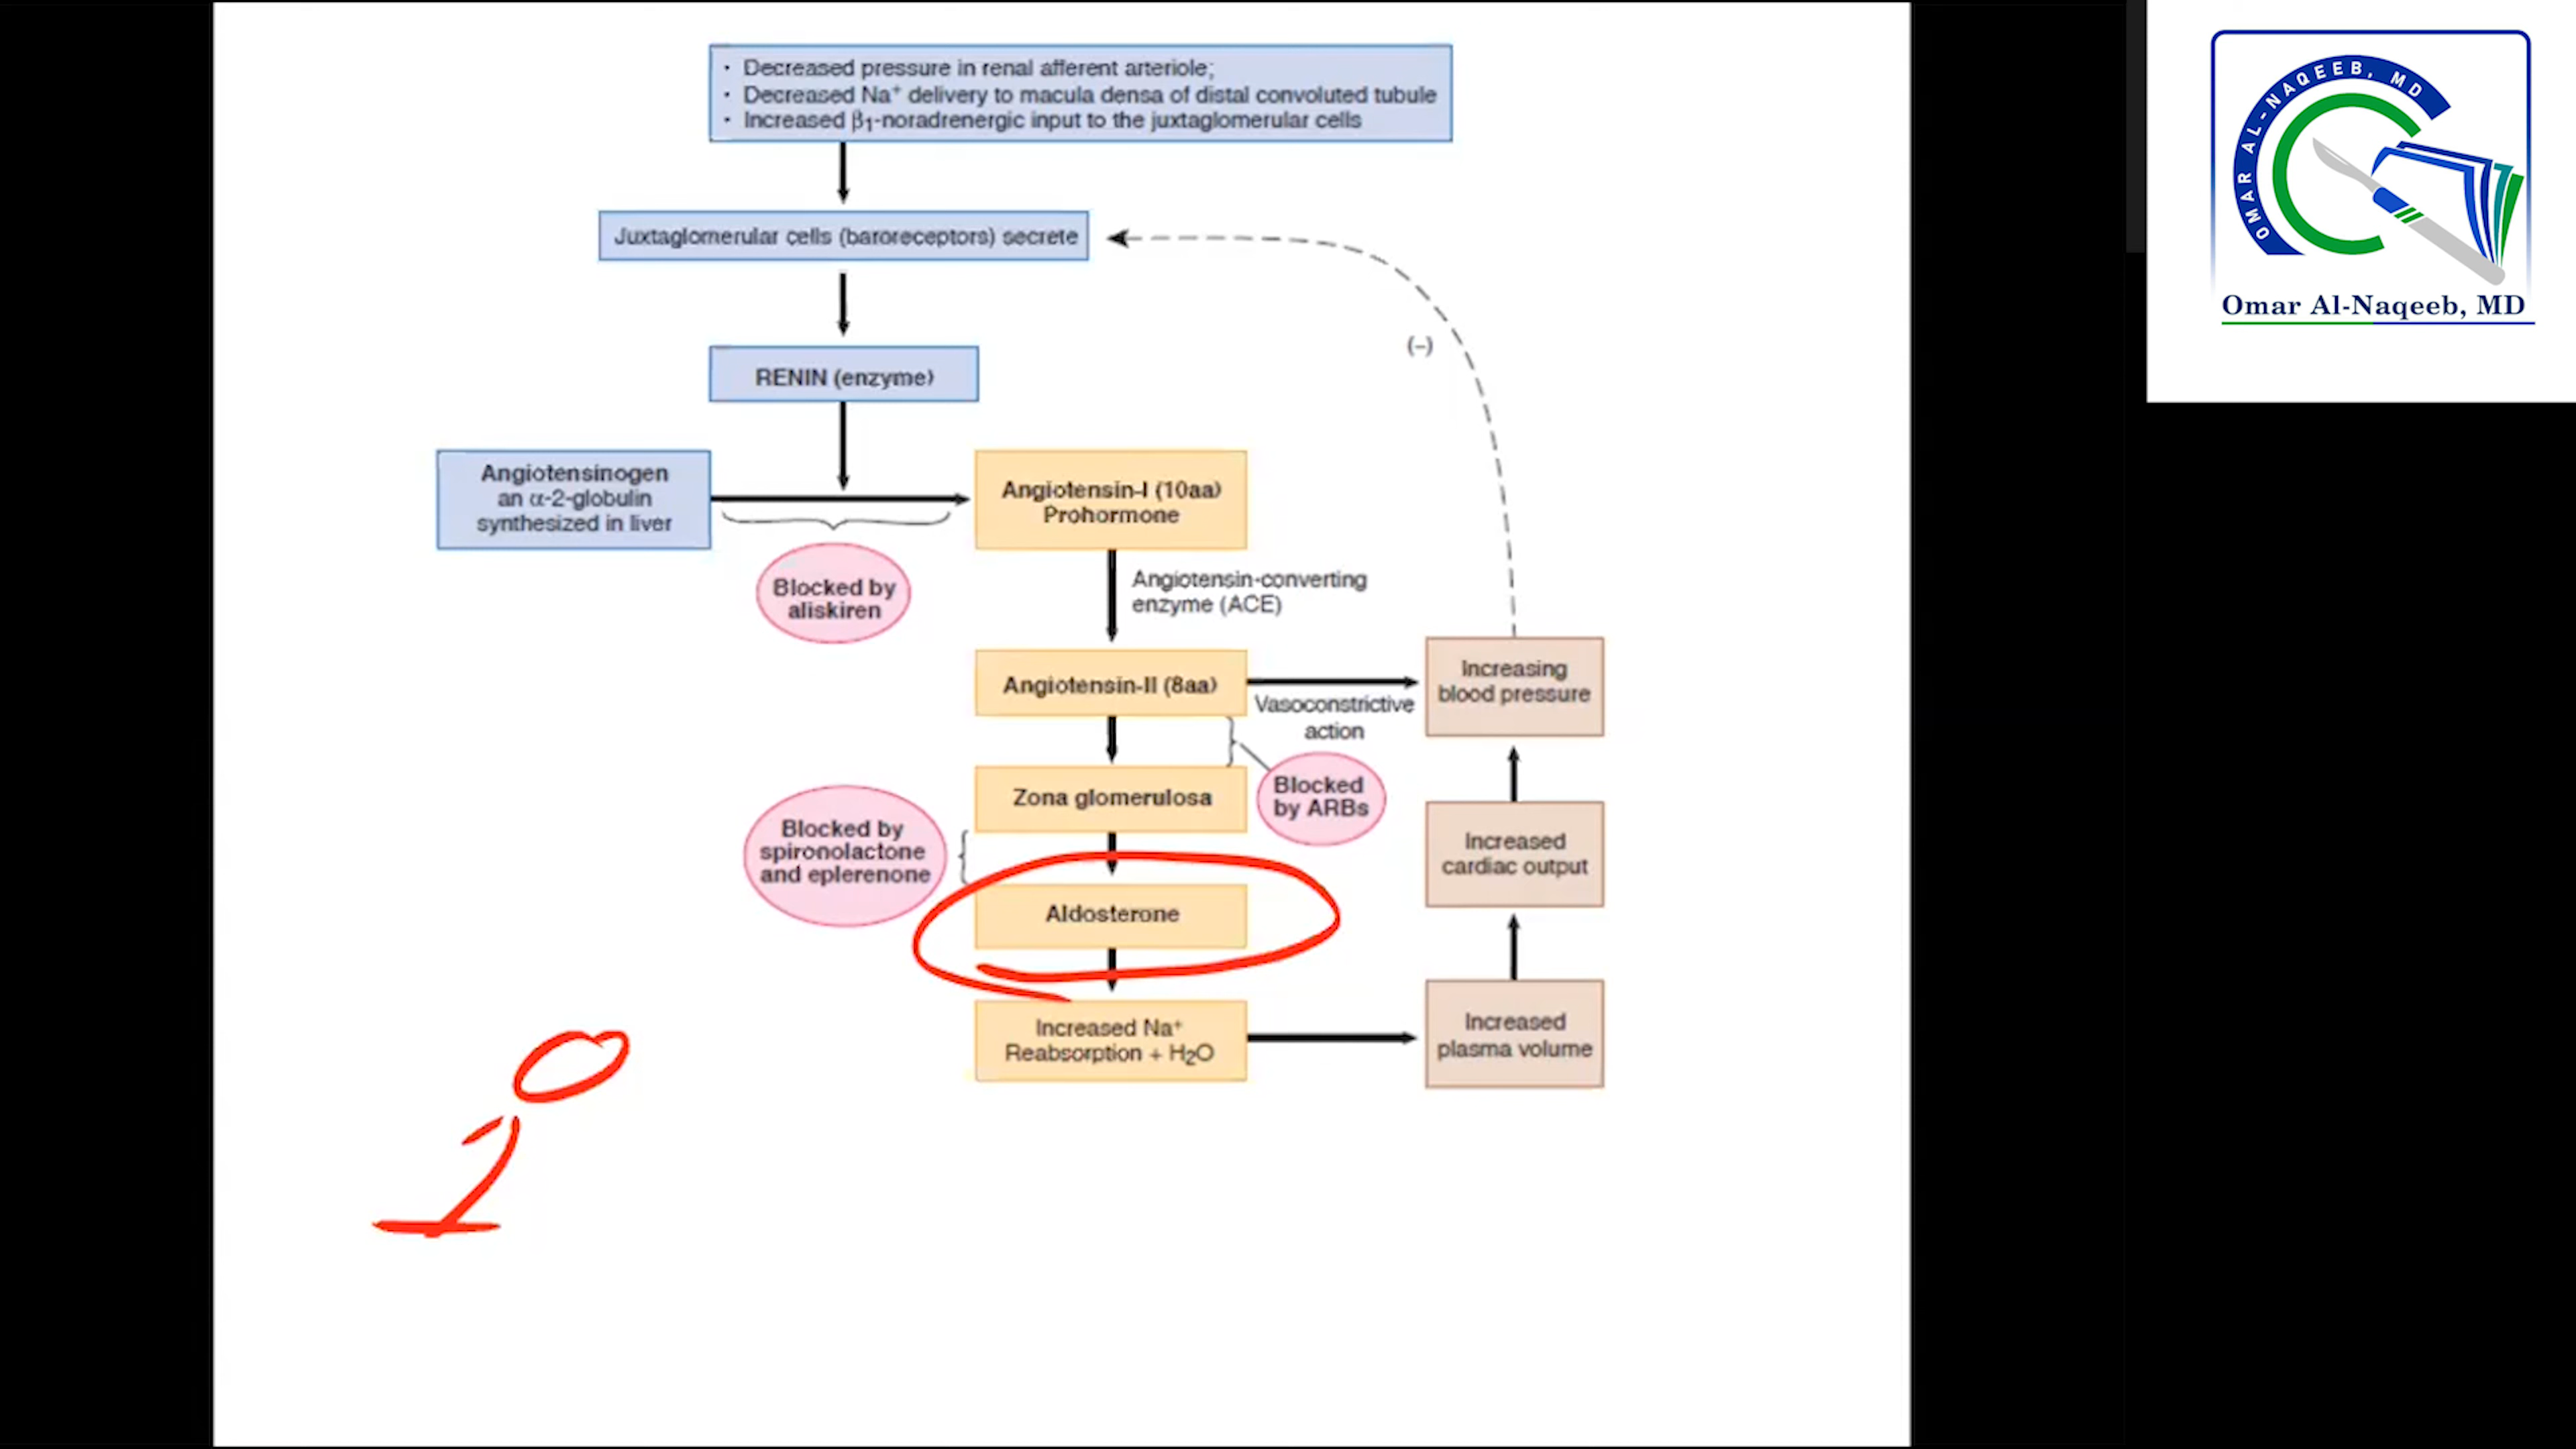 · Decreased pressure in renal afferent arteriole;
· Decreased Na⁺ delivery to macula densa of distal convoluted tubule
· Increased β₁-noradrenergic input to the juxtaglomerular cells
Juxtaglomerular cells (baroreceptors) secrete
(–)
RENIN (enzyme)
Angiotensinogen
an α-2-globulin
synthesized in liver
Angiotensin-I (10aa)
Prohormone
Blocked by
aliskiren
Angiotensin-converting
enzyme (ACE)
Angiotensin-II (8aa)
Vasoconstrictive
action
Increasing
blood pressure
Zona glomerulosa
Blocked
by ARBs
Blocked by
spironolactone
and eplerenone
Increased
cardiac output
Aldosterone
Increased Na⁺
Reabsorption + H₂O
Increased
plasma volume
1°
OMAR AL-NAQEEB, MD
Omar Al-Naqeeb, MD